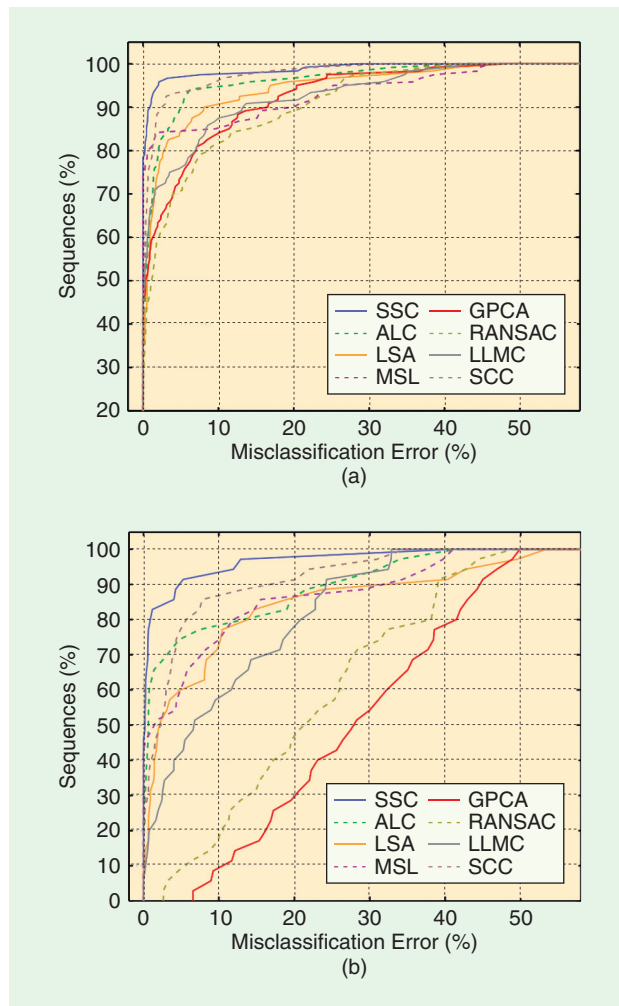 100
90
80
70
60
50
40
30
20
Sequences (%)
SSC GPCA
ALC RANSAC
LSA LLMC
MSL SCC
0 10 20 30 40 50
Misclassification Error (%)
(a)
100
90
80
70
60
50
40
30
20
10
0
Sequences (%)
SSC GPCA
ALC RANSAC
LSA LLMC
MSL SCC
0 10 20 30 40 50
Misclassification Error (%)
(b)